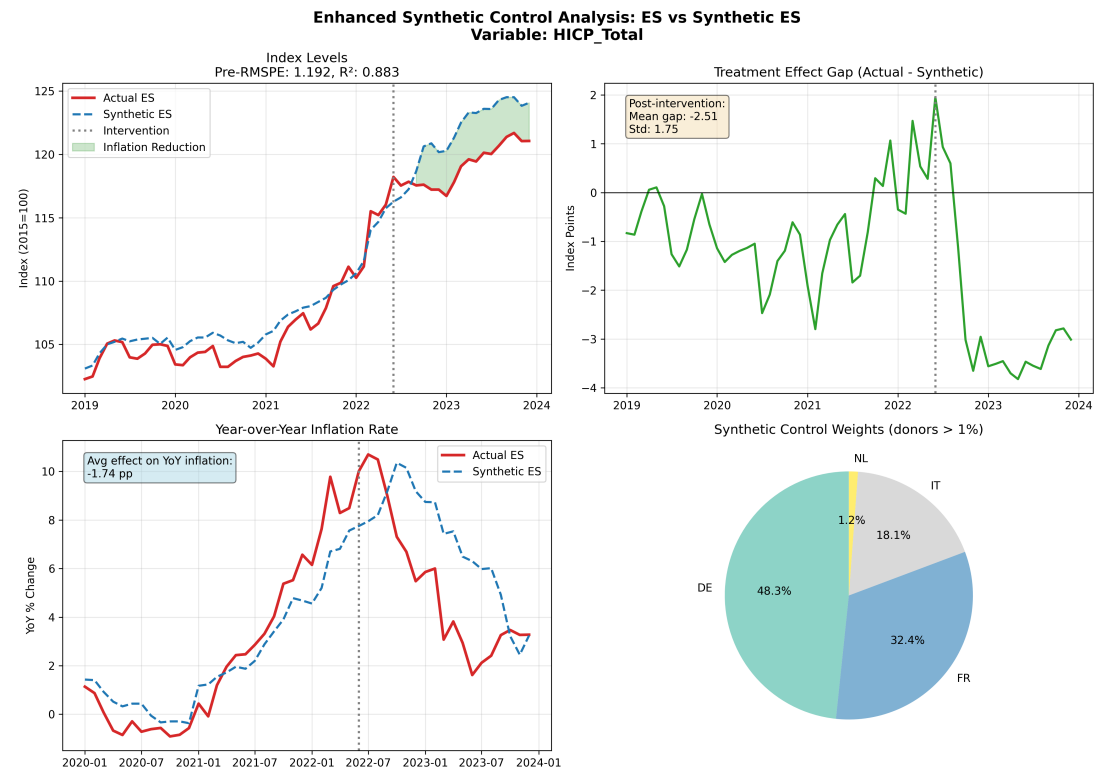 Enhanced Synthetic Control Analysis: ES vs Synthetic ES
Variable: HICP_Total
Index Levels
Pre-RMSPE: 1.192, R²: 0.883
Actual ES
Synthetic ES
Intervention
Inflation Reduction
Index (2015=100)
125
120
115
110
105
2019
2020
2021
2022
2023
2024
Treatment Effect Gap (Actual - Synthetic)
Post-intervention:
Mean gap: -2.51
Std: 1.75
Index Points
2
1
0
−1
−2
−3
−4
2019
2020
2021
2022
2023
2024
Year-over-Year Inflation Rate
Avg effect on YoY inflation:
-1.74 pp
Actual ES
Synthetic ES
YoY % Change
10
8
6
4
2
0
2020-01
2020-07
2021-01
2021-07
2022-01
2022-07
2023-01
2023-07
2024-01
Synthetic Control Weights (donors > 1%)
NL
1.2%
IT
18.1%
DE
48.3%
32.4%
FR